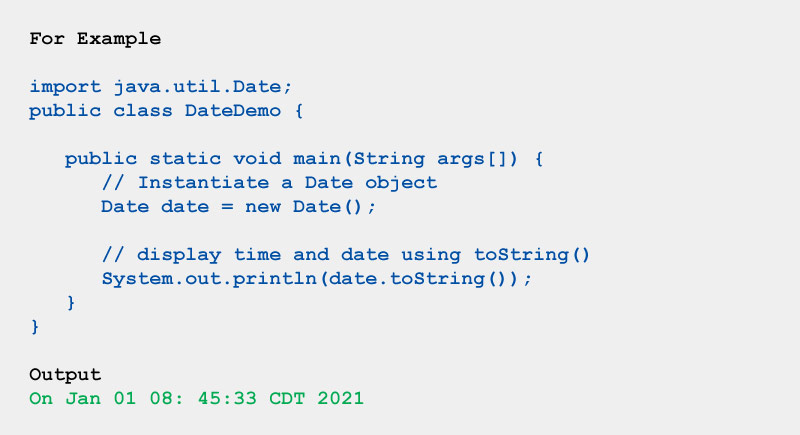 For Example
import java.util.Date;
public class DateDemo {
public static void main(String args[]) {
// Instantiate a Date object
Date date = new Date();
// display time and date using toString()
System.out.println(date.toString());
}
}
Output
On Jan 01 08: 45:33 CDT 2021